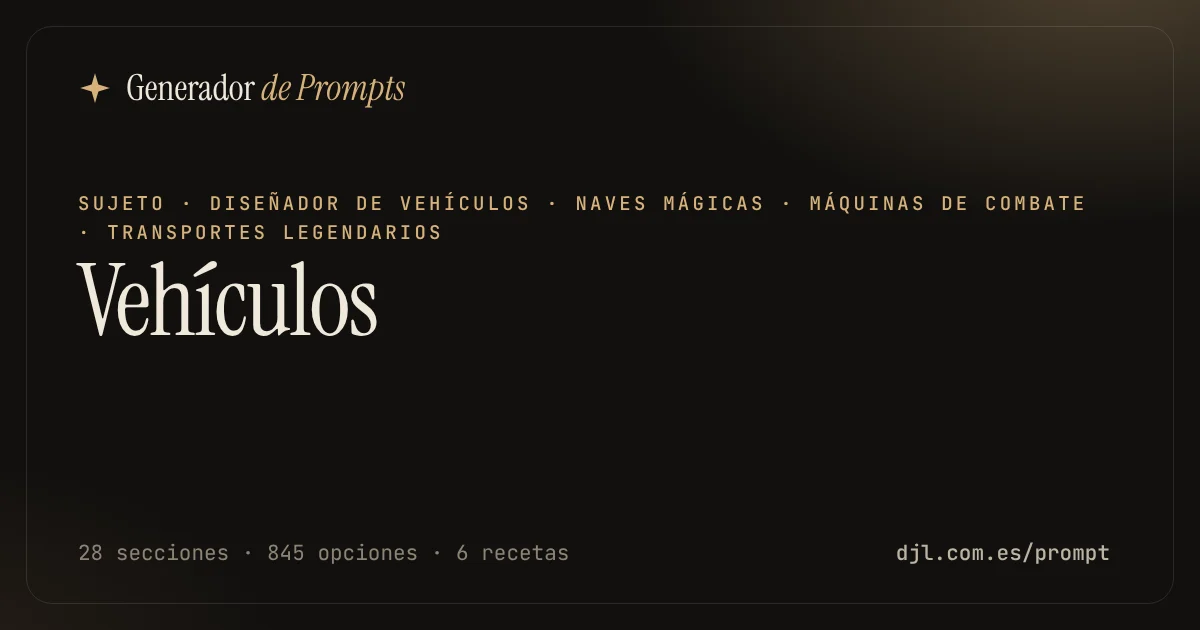 Generador de Prompts
SUJETO · DISEÑADOR DE VEHÍCULOS · NAVES MÁGICAS · MÁQUINAS DE COMBATE
· TRANSPORTES LEGENDARIOS
Vehículos
28 secciones · 845 opciones · 6 recetas
djl.com.es/prompt